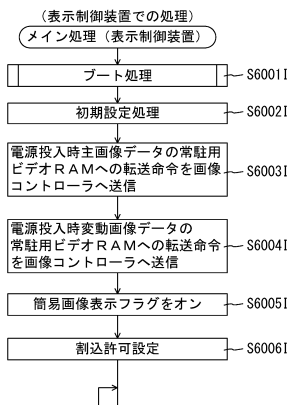 （表示制御装置での処理）
メイン処理（表示制御装置）
ブート処理
S6001I
初期設定処理
S6002I
電源投入時主画像データの常駐用
ビデオＲＡＭへの転送命令を画像
コントローラへ送信
S6003I
電源投入時変動画像データの
常駐用ビデオＲＡＭへの転送命令
を画像コントローラへ送信
S6004I
簡易画像表示フラグをオン
S6005I
割込許可設定
S6006I